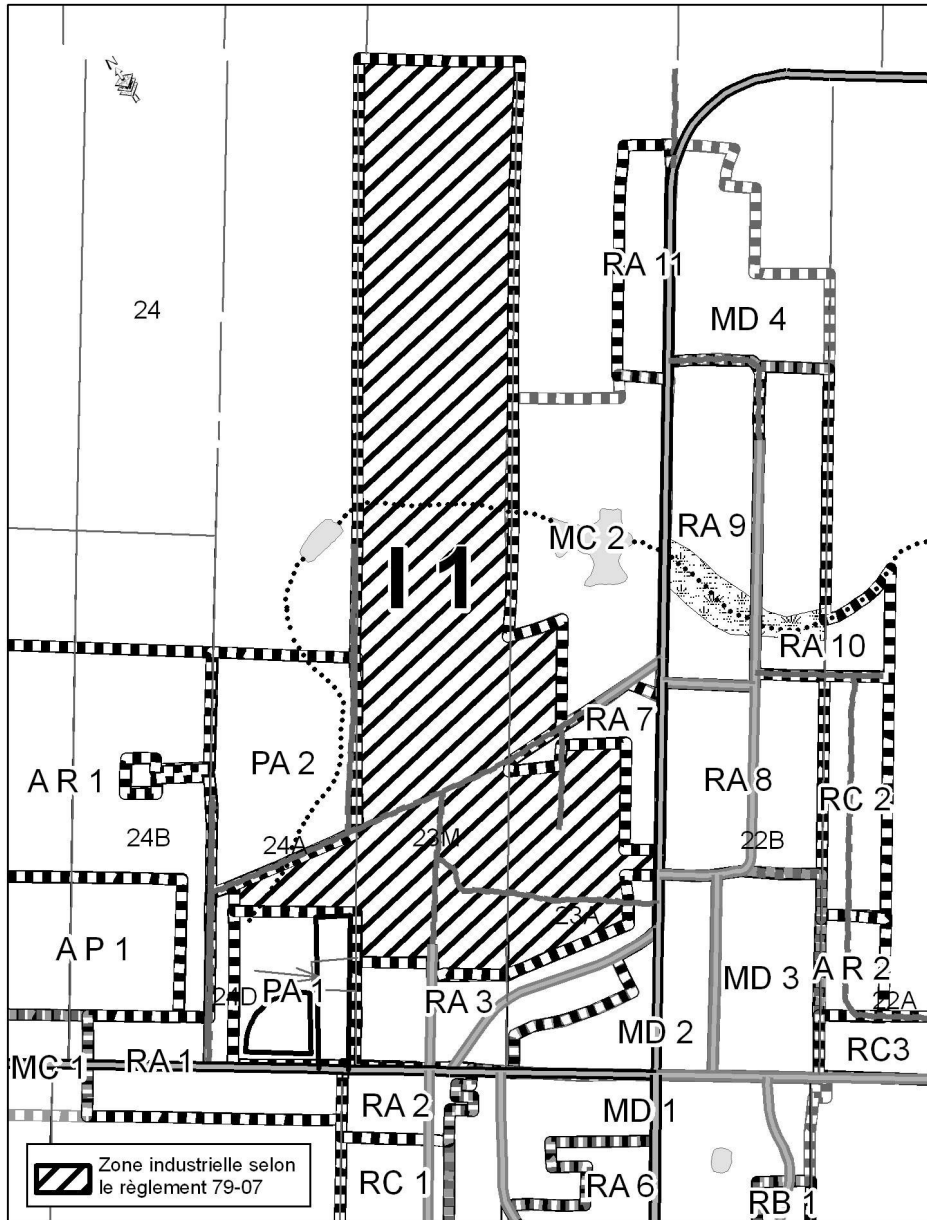 N
24
RA 11
MD 4
I 1
MC 2
RA 9
RA 10
RA 7
PA 2
AR 1
RA 8
RC 2
24B
24A
23M
22B
23A
AP 1
24D
PA 1
RA 3
MD 3
AR 2
22A
MD 2
RC3
MC 1
RA 1
RA 2
MD 1
RC 1
RA 6
RB 1
Zone industrielle selon
le règlement 79-07